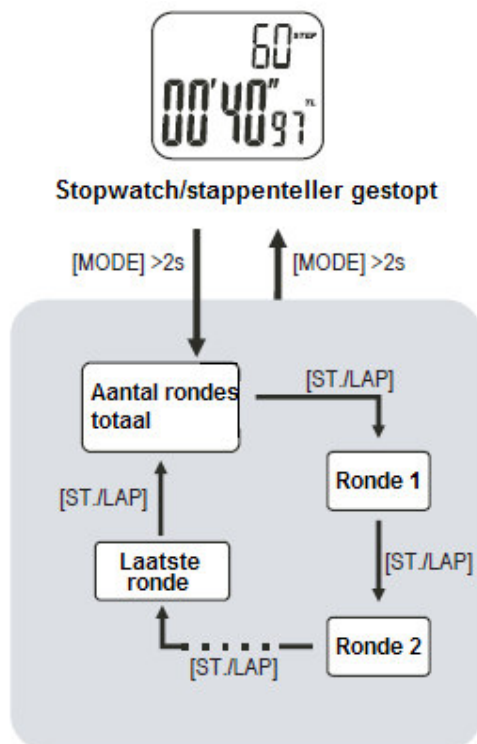 60 STEP
00'40"97 TL
Stopwatch/stappenteller gestopt
[MODE] >2s
[MODE] >2s
Aantal rondes
totaal
[ST./LAP]
Ronde 1
[ST./LAP]
[ST./LAP]
Laatste
ronde
Ronde 2
[ST./LAP]